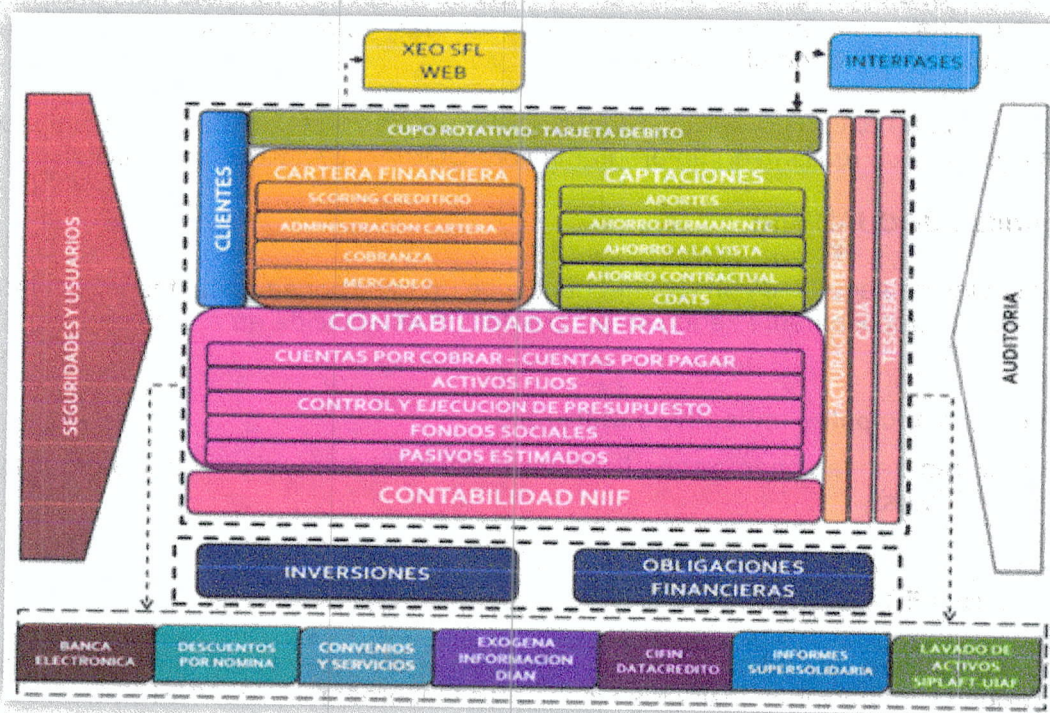 XEO SFL
WEB
INTERFASES
SEGURIDADES Y USUARIOS
CLIENTES
CUPO ROTATIVIO- TARJETA DEBITO
CARTERA FINANCIERA
SCORING CREDITICIO
ADMINISTRACION CARTERA
COBRANZA
MERCADEO
CAPTACIONES
APORTES
AHORRO PERMANENTE
AHORRO A LA VISTA
AHORRO CONTRACTUAL
CDATS
CONTABILIDAD GENERAL
CUENTAS POR COBRAR – CUENTAS POR PAGAR
ACTIVOS FIJOS
CONTROL Y EJECUCION DE PRESUPUESTO
FONDOS SOCIALES
PASIVOS ESTIMADOS
CONTABILIDAD NIIF
FACTURACION INTERESES
CAJA
TESORERIA
AUDITORIA
INVERSIONES
OBLIGACIONES
FINANCIERAS
BANCA
ELECTRONICA
DESCUENTOS
POR NOMINA
CONVENIOS
Y SERVICIOS
EXOGENA
INFORMACION
DIAN
CIFIN -
DATACREDITO
INFORMES
SUPERSOLIDARIA
LAVADO DE
ACTIVOS
SIPLAFT-UIAF